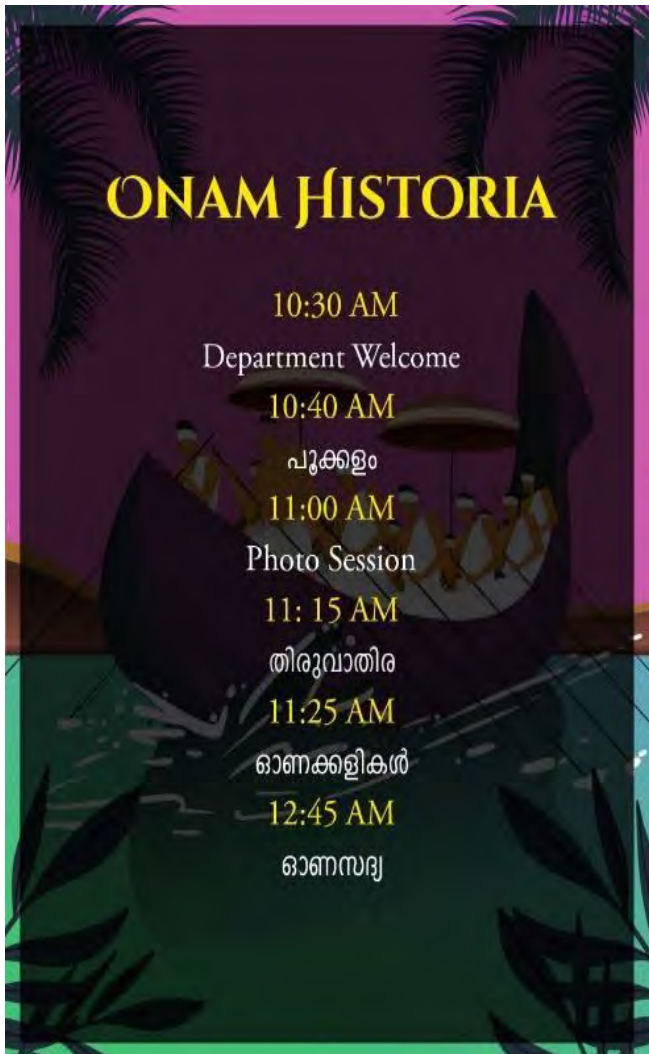 ONAM HISTORIA
10:30 AM
Department Welcome
10:40 AM
പൂക്കളം
11:00 AM
Photo Session
11: 15 AM
തിരുവാതിര
11:25 AM
ഓണക്കളികൾ
12:45 AM
ഓണസദ്യ